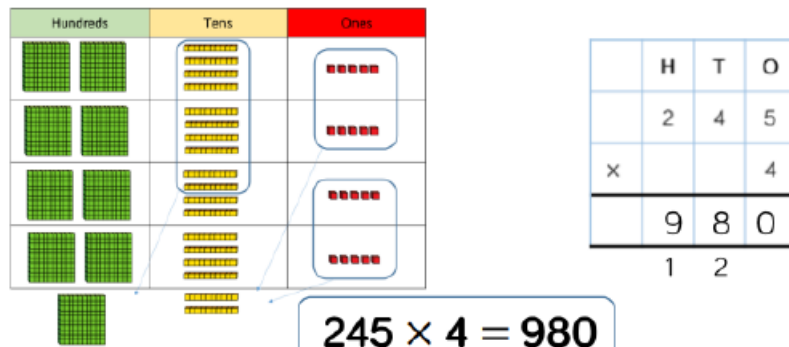 Hundreds Tens Ones
H T O
2 4 5
× 4
9 8 0
1 2
245 × 4 = 980